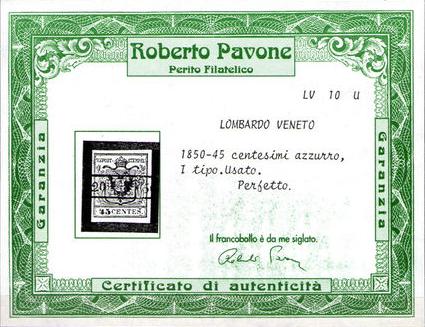 Roberto Pavone
Perito Filatelico
LV 10 U
LOMBARDO VENETO
1850-45 centesimi azzurro,
I tipo.Usato.
Perfetto.
Garanzia
Garanzia
45 CENTES.
Il francobollo è da me siglato.
Certificato di autenticità